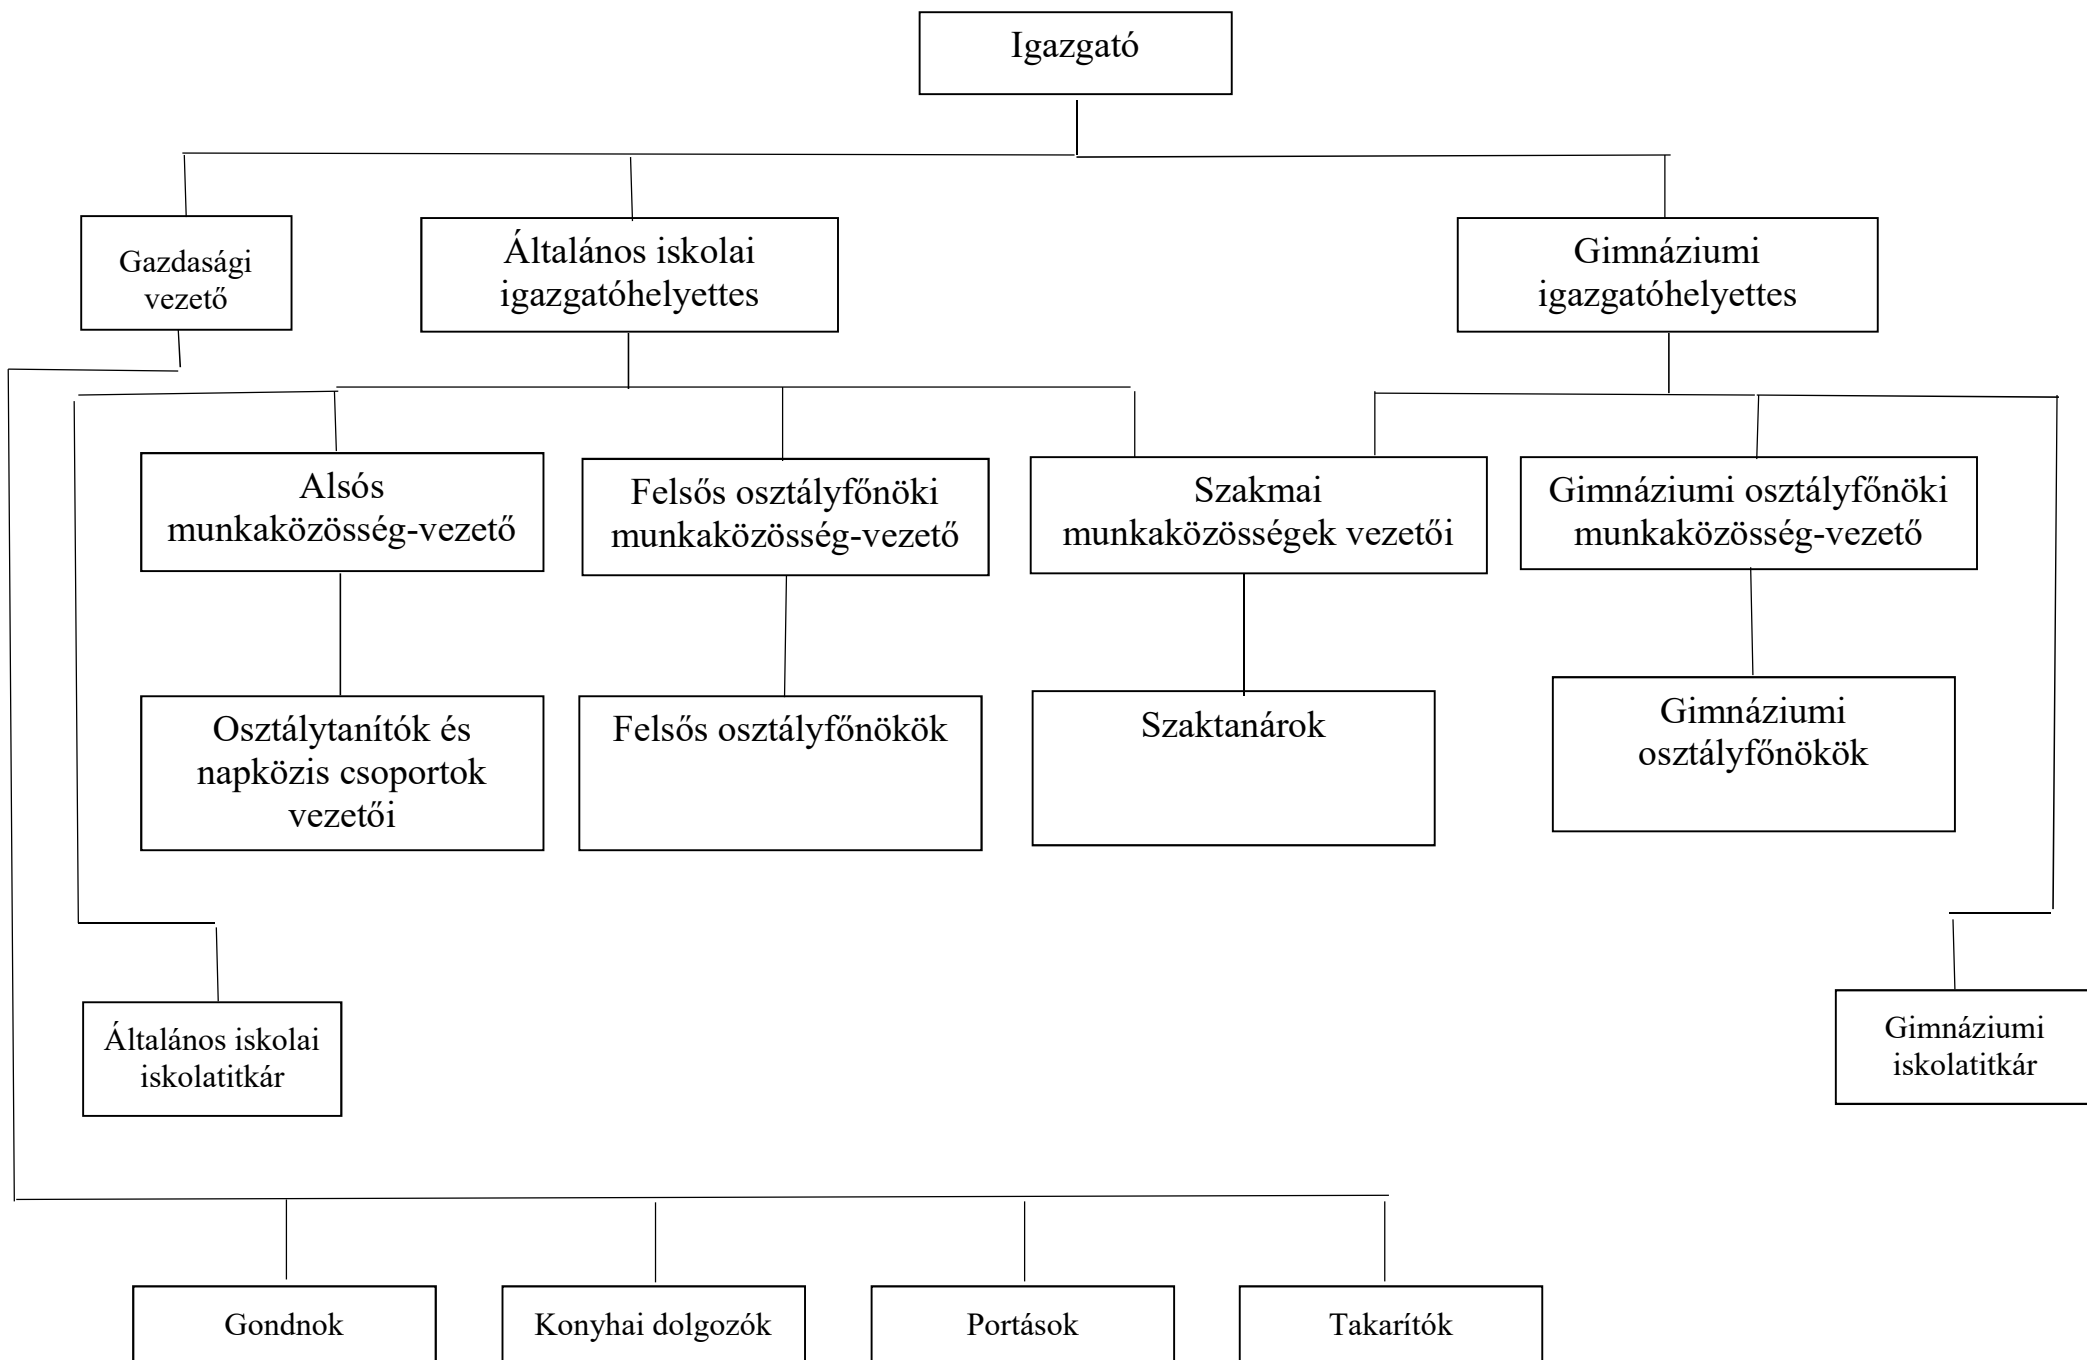 Igazgató
Gazdasági
vezető
Általános iskolai
igazgatóhelyettes
Gimnáziumi
igazgatóhelyettes
Alsós
munkaközösség-vezető
Felsős osztályfőnöki
munkaközösség-vezető
Szakmai
munkaközösségek vezetői
Gimnáziumi osztályfőnöki
munkaközösség-vezető
Osztálytanítók és
napközis csoportok
vezetői
Felsős osztályfőnökök
Szaktanárok
Gimnáziumi
osztályfőnökök
Általános iskolai
iskolatitkár
Gimnáziumi
iskolatitkár
Gondnok
Konyhai dolgozók
Portások
Takarítók